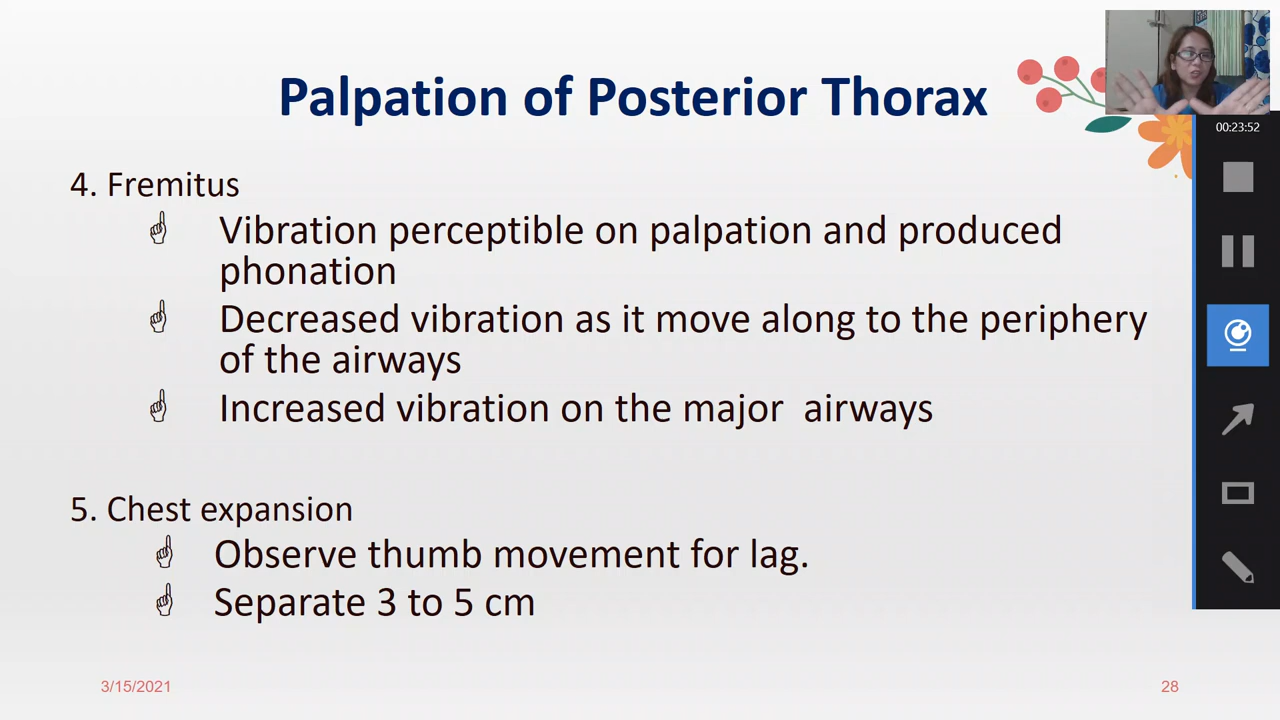 Palpation of Posterior Thorax
00:23:52
4. Fremitus
Vibration perceptible on palpation and produced
phonation
Decreased vibration as it move along to the periphery
of the airways
Increased vibration on the major airways
5. Chest expansion
Observe thumb movement for lag.
Separate 3 to 5 cm
3/15/2021
28